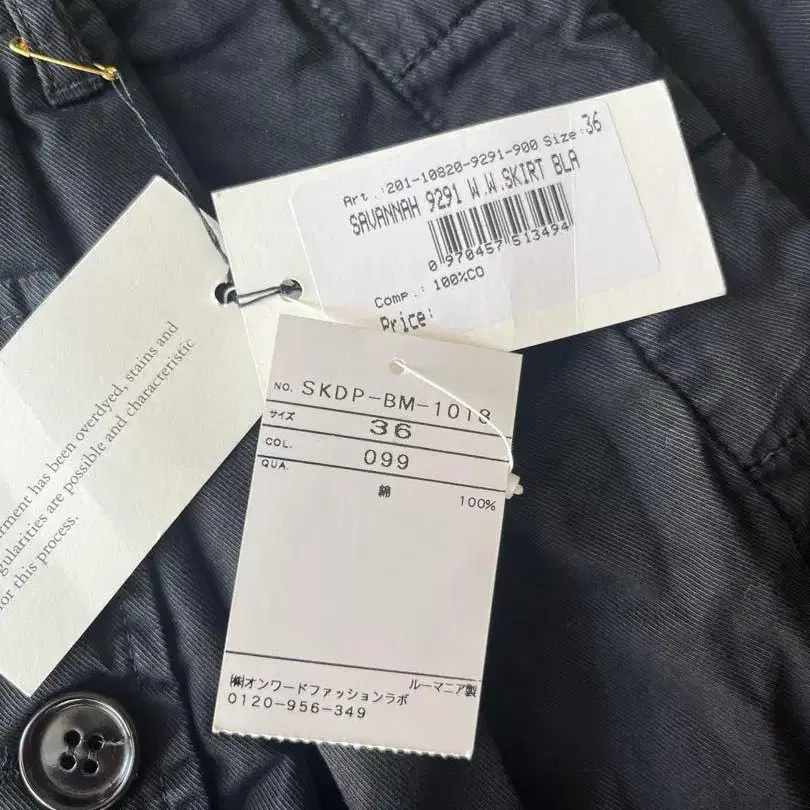 Art.:201-10820-9291-900 Size:36
SAVANNAH 9291 W.W.SKIRT BLA
0 970457 513494
Comp.: 100%CO
Price:
NO. SKDP-BM-1013
サイズ 36
COL. 099
QUA.
綿 100%
ルーマニア製
㈱オンワードファッションラボ
0120-956-349
rment has been overdyed, stains and
gularities are possible and characteristic
for this process.